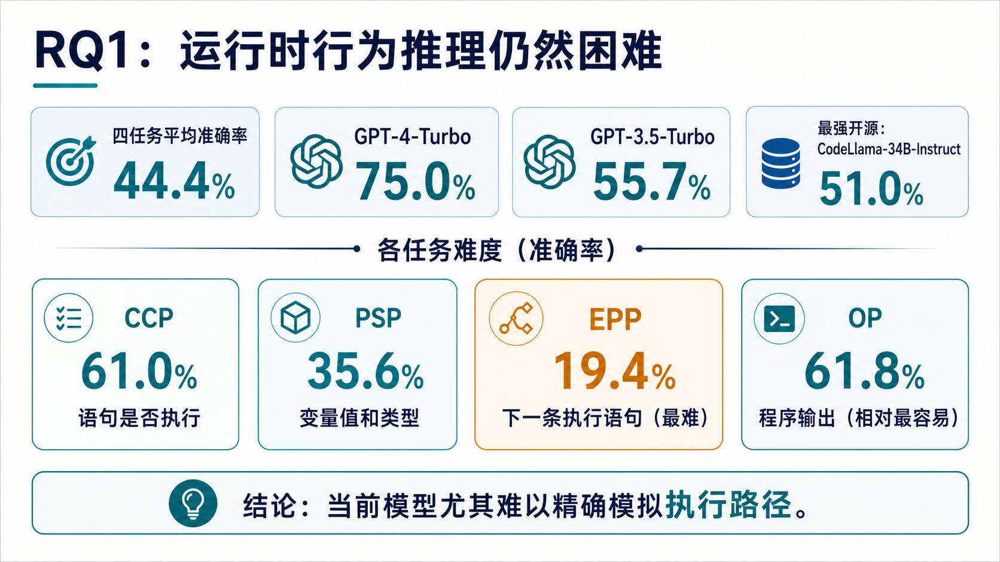 RQ1：运行时行为推理仍然困难
四任务平均准确率
44.4%
GPT-4-Turbo
75.0%
GPT-3.5-Turbo
55.7%
最强开源：
CodeLlama-34B-Instruct
51.0%
各任务难度（准确率）
CCP
61.0%
语句是否执行
PSP
35.6%
变量值和类型
EPP
19.4%
下一条执行语句（最难）
OP
61.8%
程序输出（相对最容易）
结论：当前模型尤其难以精确模拟执行路径。